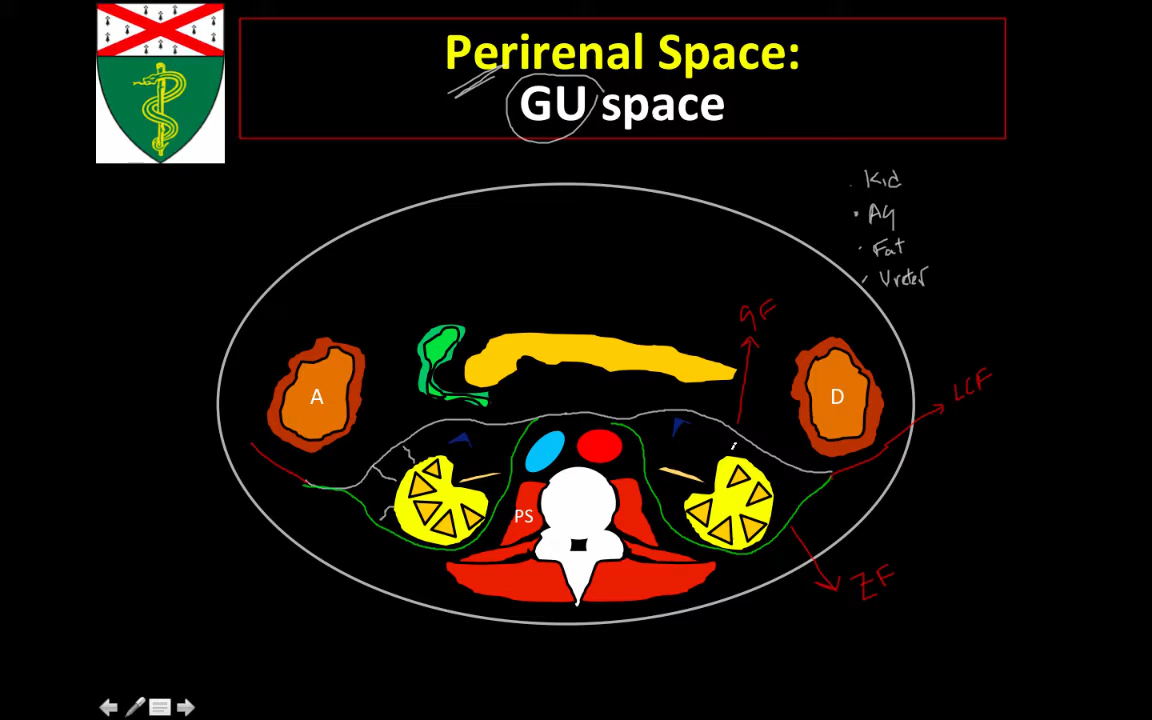 Perirenal Space:
GU space
Kid
Ag
Fat
Ureter
GF
LCF
A
D
PS
ZF